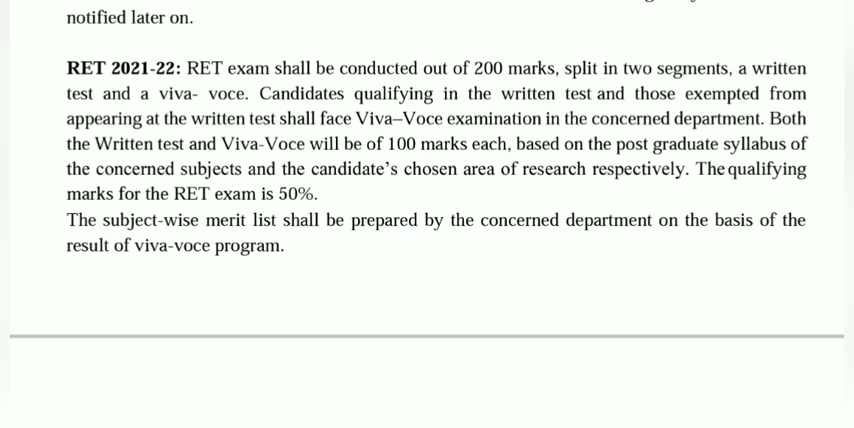 notified later on.
RET 2021-22: RET exam shall be conducted out of 200 marks, split in two segments, a written
test and a viva- voce. Candidates qualifying in the written test and those exempted from
appearing at the written test shall face Viva–Voce examination in the concerned department. Both
the Written test and Viva-Voce will be of 100 marks each, based on the post graduate syllabus of
the concerned subjects and the candidate’s chosen area of research respectively. The qualifying
marks for the RET exam is 50%.
The subject-wise merit list shall be prepared by the concerned department on the basis of the
result of viva-voce program.